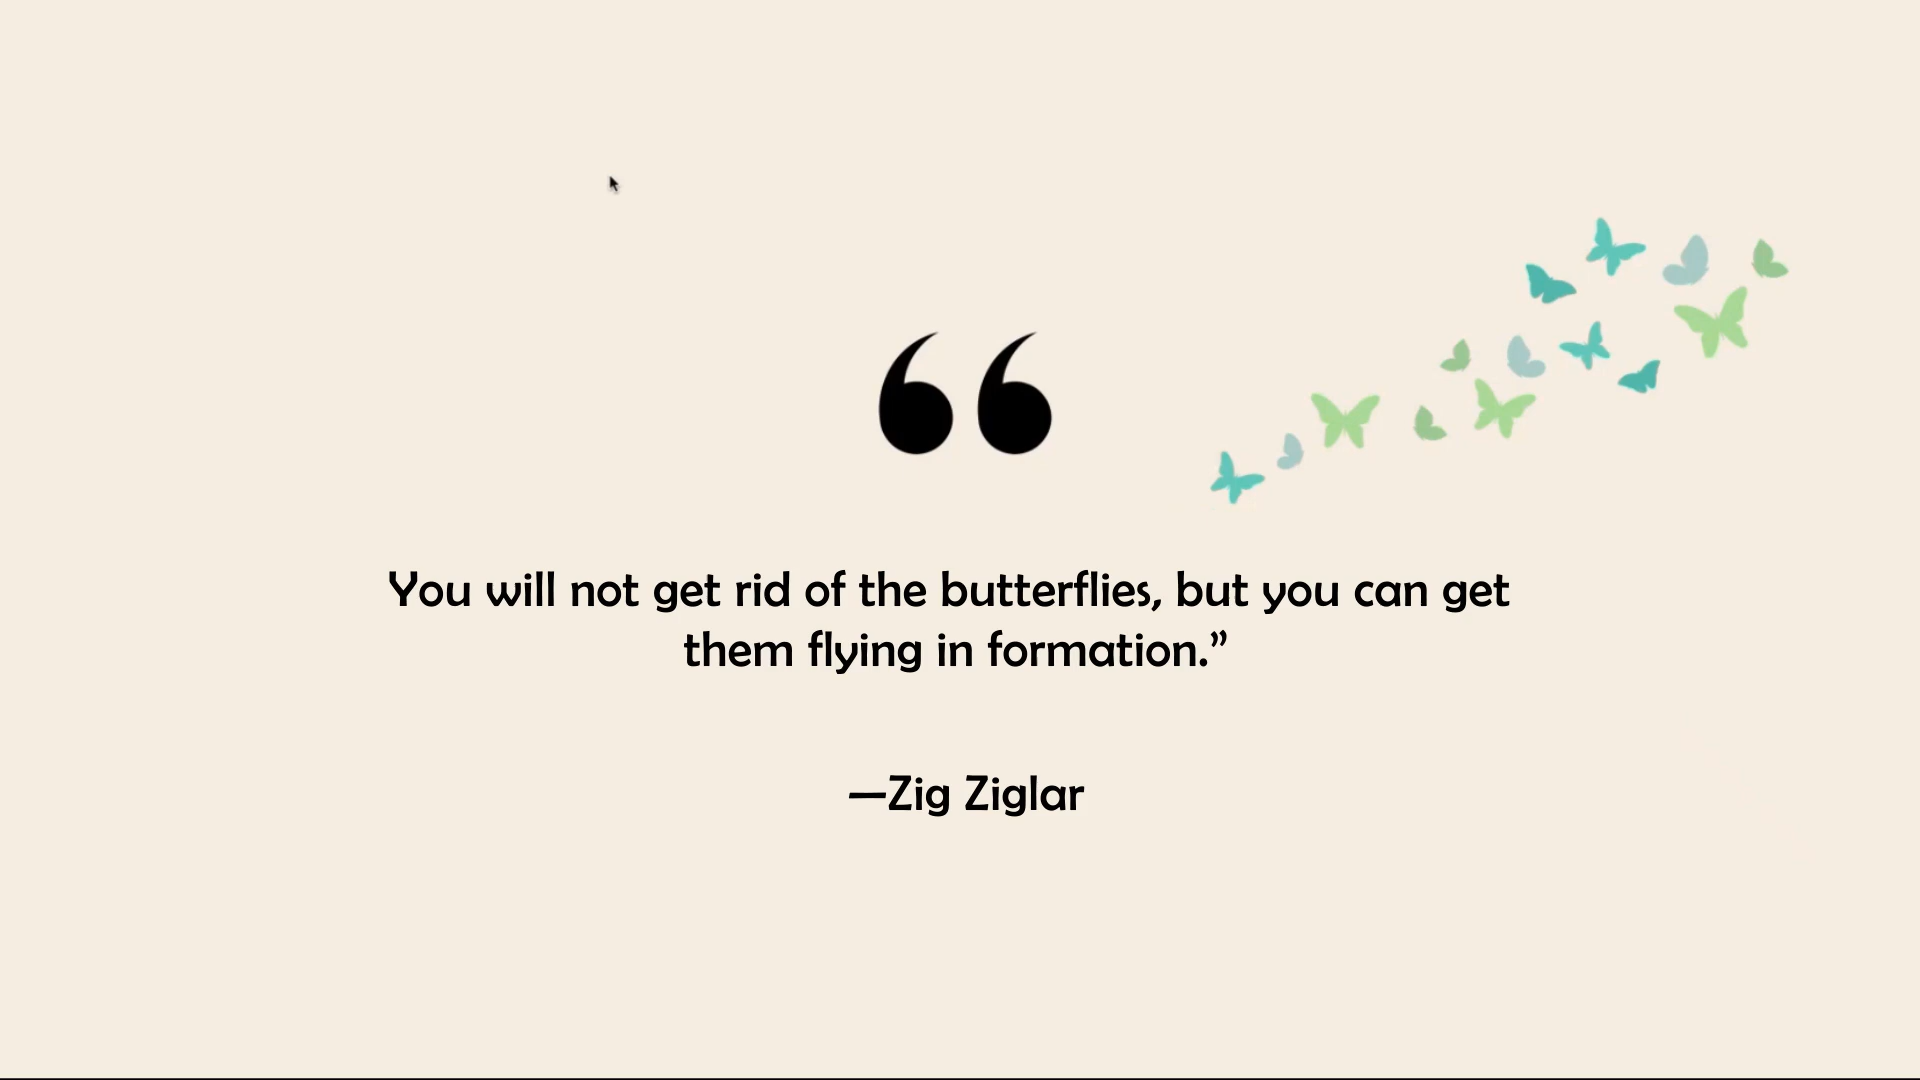 “
You will not get rid of the butterflies, but you can get
them flying in formation.”
—Zig Ziglar